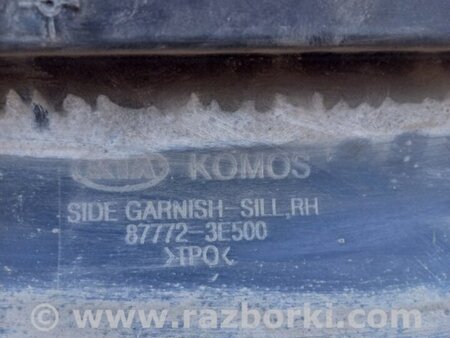 KIA KOMOS
SIDE GARNISH-SILL,RH
87772-3E500
>TPO<
© www.razborki.com